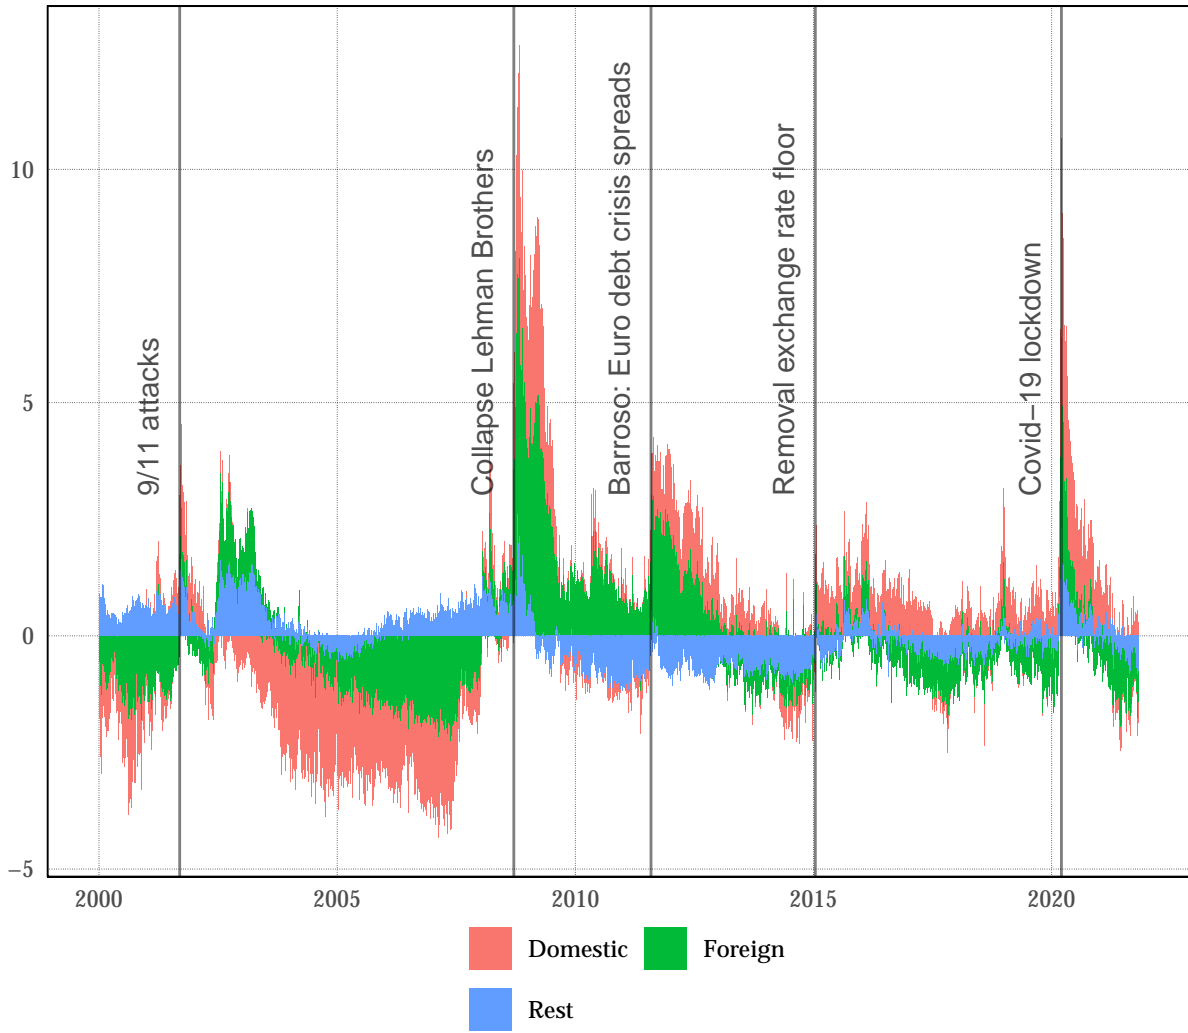 10
5
0
−5
9/11 attacks
Collapse Lehman Brothers
Barroso: Euro debt crisis spreads
Removal exchange rate floor
Covid−19 lockdown
2000
2005
2010
2015
2020
Domestic
Foreign
Rest